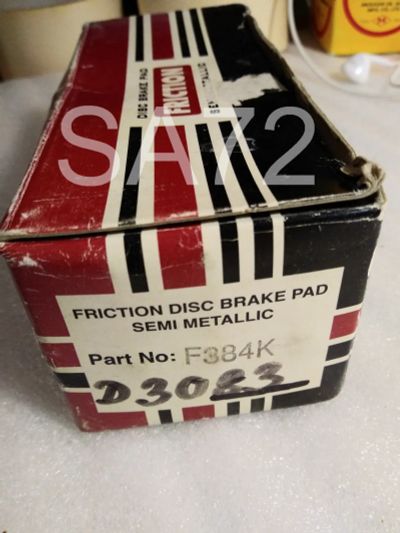 DISC BRAKE PAD
FRICTION
SA72
FRICTION DISC BRAKE PAD
SEMI METALLIC
Part No: F384K
D3083